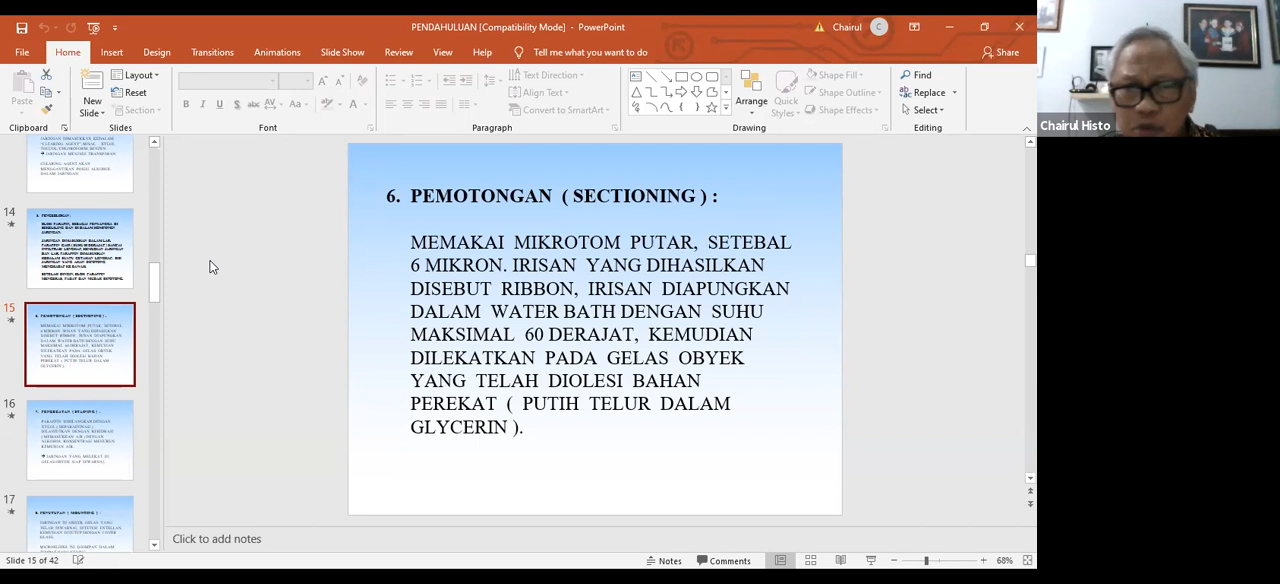 PENDAHULUAN [Compatibility Mode] - PowerPoint
Chairul
C
File Home Insert Design Transitions Animations Slide Show Review View Help Tell me what you want to do Share
Paste
New Slide
Layout
Reset
Section
B I U S abc AV Aa A
Text Direction
Align Text
Convert to SmartArt
Arrange
Quick Styles
Shape Fill
Shape Outline
Shape Effects
Find
Replace
Select
Clipboard Slides Font Paragraph Drawing Editing
Chairul Histo
14
15
16
17
6. PEMOTONGAN ( SECTIONING ) :
MEMAKAI MIKROTOM PUTAR, SETEBAL
6 MIKRON.IRISAN YANG DIHASILKAN
DISEBUT RIBBON, IRISAN DIAPUNGKAN
DALAM WATER BATH DENGAN SUHU
MAKSIMAL 60 DERAJAT, KEMUDIAN
DILEKATKAN PADA GELAS OBYEK
YANG TELAH DIOLESI BAHAN
PEREKAT ( PUTIH TELUR DALAM
GLYCERIN ).
Click to add notes
Slide 15 of 42
Notes
Comments
68%